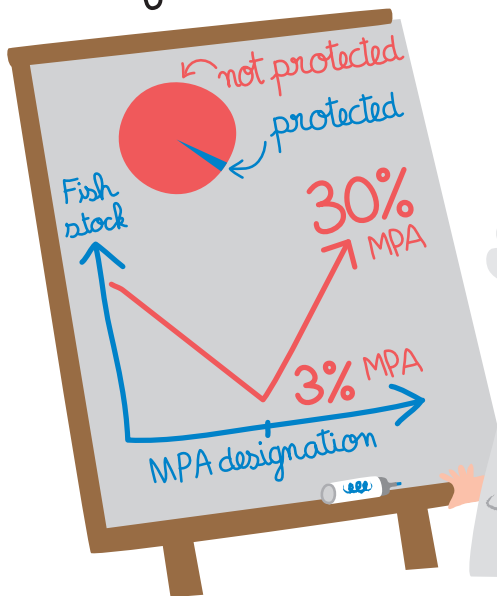 not protected
protected
Fish
stock
30%
MPA
3% MPA
MPA designation